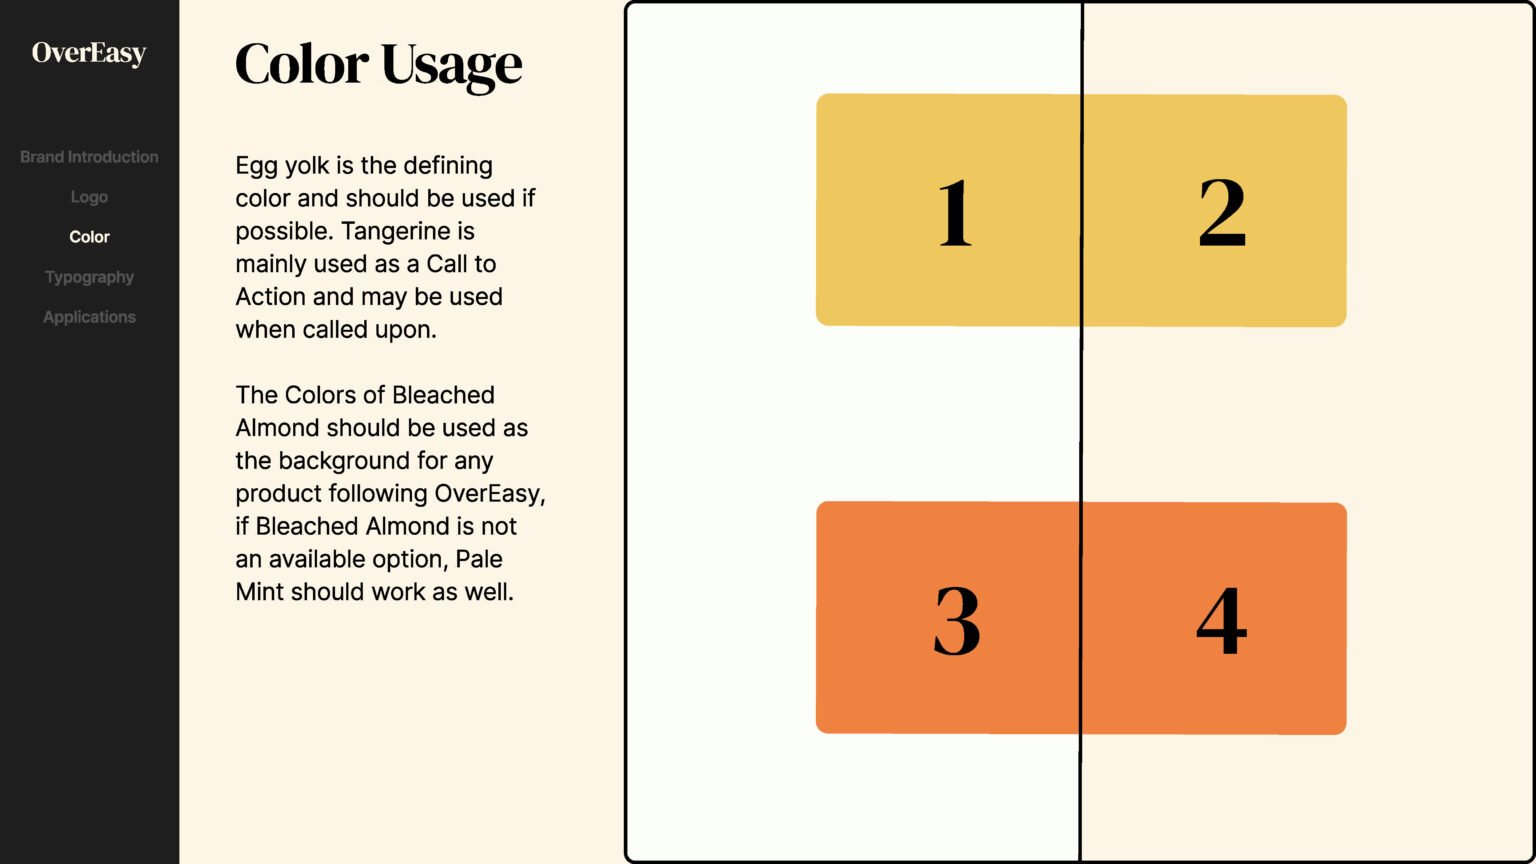 OverEasy
Brand Introduction
Logo
Color
Typography
Applications
Color Usage
Egg yolk is the defining
color and should be used if
possible. Tangerine is
mainly used as a Call to
Action and may be used
when called upon.
The Colors of Bleached
Almond should be used as
the background for any
product following OverEasy,
if Bleached Almond is not
an available option, Pale
Mint should work as well.
1
2
3
4